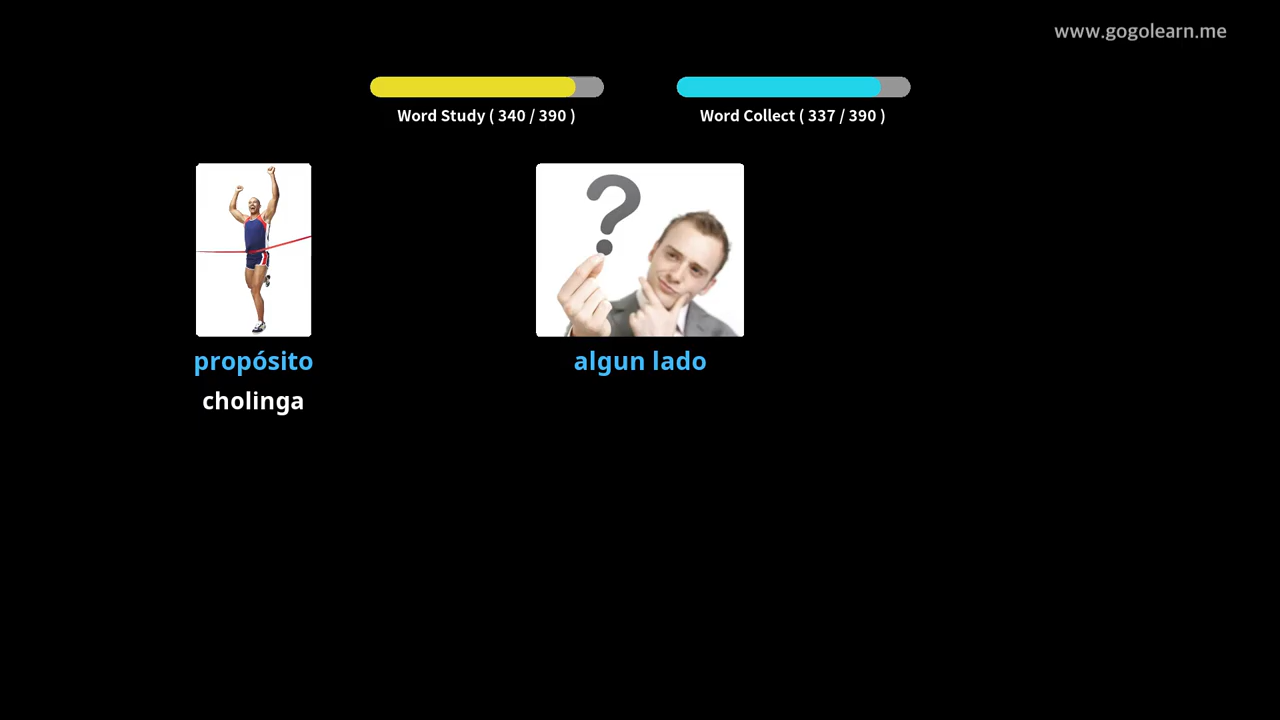 www.gogolearn.me
Word Study ( 340 / 390 )
Word Collect ( 337 / 390 )
propósito
algun lado
cholinga